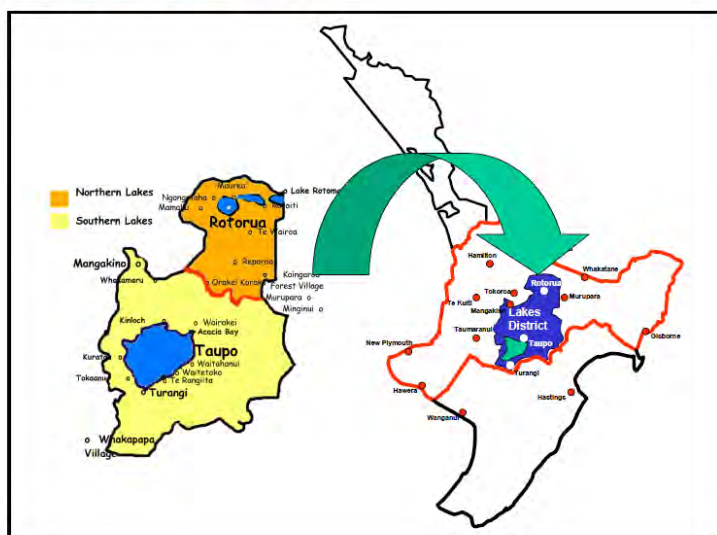 Northern Lakes
Southern Lakes
Maurea
Ngongotaha
Mamaku
Lake Rotoma
Rotoiti
Rotorua
Te Wairoa
Reporoa
Kaingaroa
Forest Village
Orakei Korako
Murupara
Minginui
Mangakino
Whakamaru
Kinloch
Wairakei
Acacia Bay
Taupo
Kuratau
Waitahanui
Waitetoko
Te Rangiita
Tokaanu
Turangi
Whakapapa
Village
Hamilton
Whakatane
Rotorua
Tokoroa
Murupara
Te Kuiti
Mangakino
Lakes
District
Taumarunui
Taupo
Gisborne
New Plymouth
Turangi
Hawera
Hastings
Wanganui